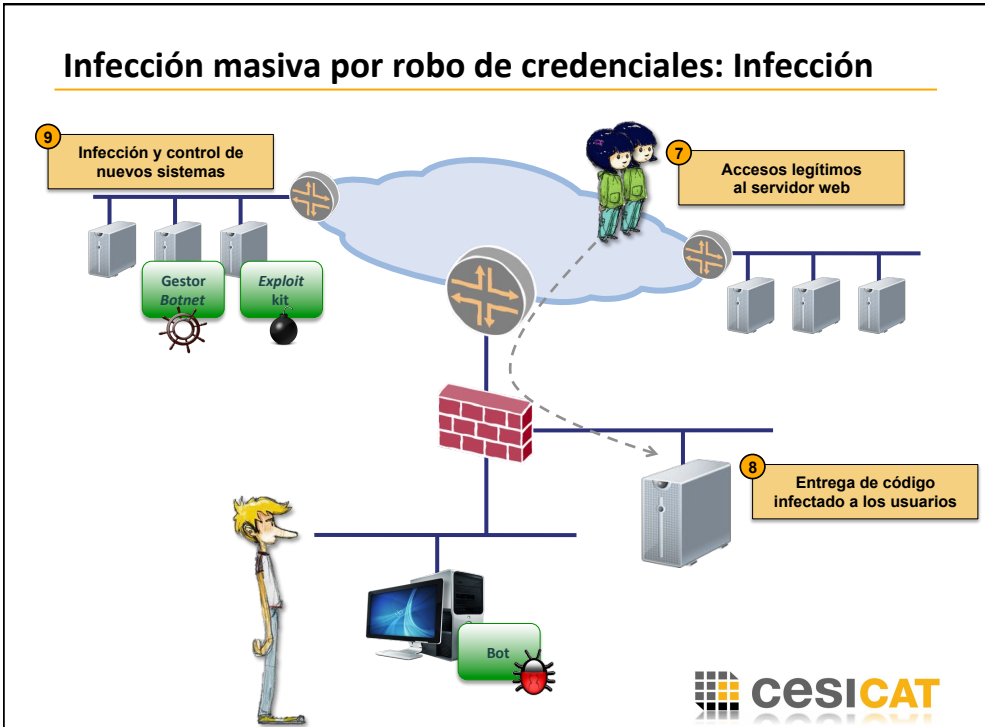 Infección masiva por robo de credenciales: Infección
9
Infección y control de
nuevos sistemas
7
Accesos legítimos
al servidor web
Gestor
Botnet
Exploit
kit
8
Entrega de código
infectado a los usuarios
Bot
CESICAT